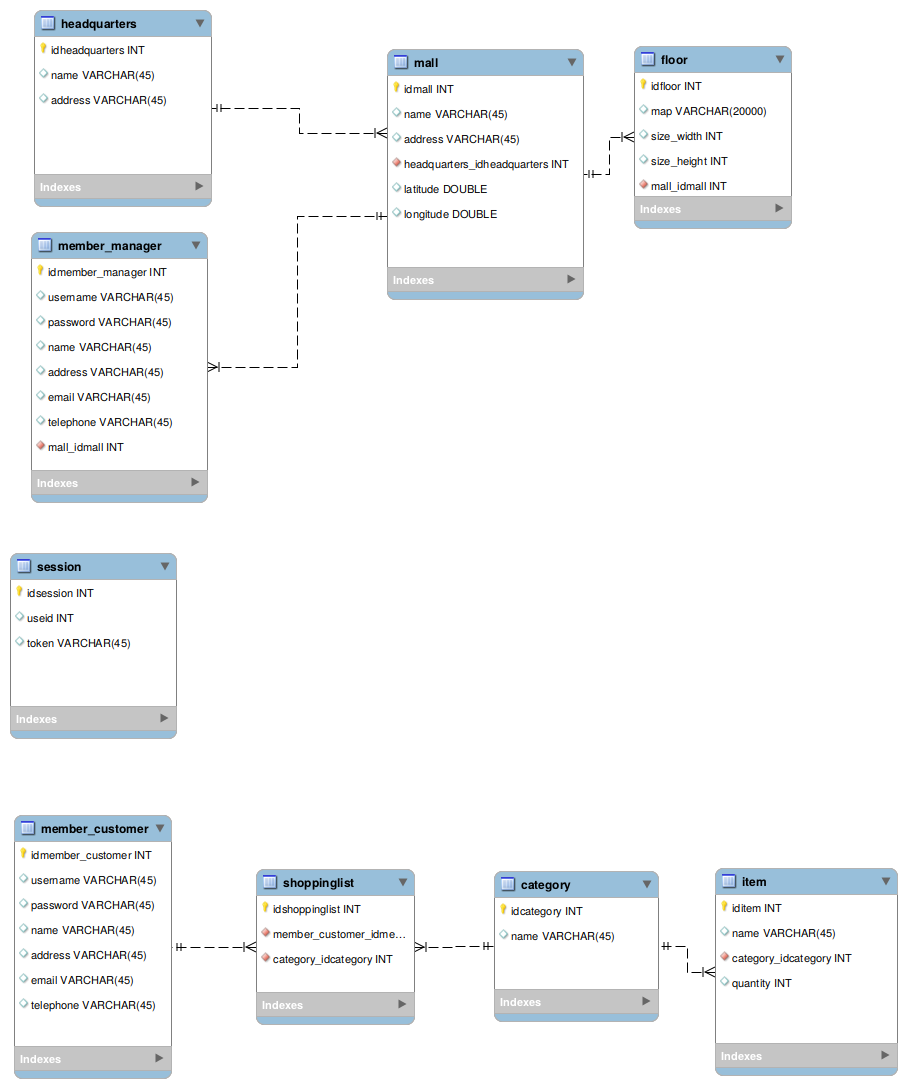 headquarters
idheadquarters INT
name VARCHAR(45)
address VARCHAR(45)
Indexes
mall
idmall INT
name VARCHAR(45)
address VARCHAR(45)
headquarters_idheadquarters INT
latitude DOUBLE
longitude DOUBLE
Indexes
floor
idfloor INT
map VARCHAR(20000)
size_width INT
size_height INT
mall_idmall INT
Indexes
member_manager
idmember_manager INT
username VARCHAR(45)
password VARCHAR(45)
name VARCHAR(45)
address VARCHAR(45)
email VARCHAR(45)
telephone VARCHAR(45)
mall_idmall INT
Indexes
session
idsession INT
useid INT
token VARCHAR(45)
Indexes
member_customer
idmember_customer INT
username VARCHAR(45)
password VARCHAR(45)
name VARCHAR(45)
address VARCHAR(45)
email VARCHAR(45)
telephone VARCHAR(45)
Indexes
shoppinglist
idshoppinglist INT
member_customer_idme...
category_idcategory INT
Indexes
category
idcategory INT
name VARCHAR(45)
Indexes
item
iditem INT
name VARCHAR(45)
category_idcategory INT
quantity INT
Indexes